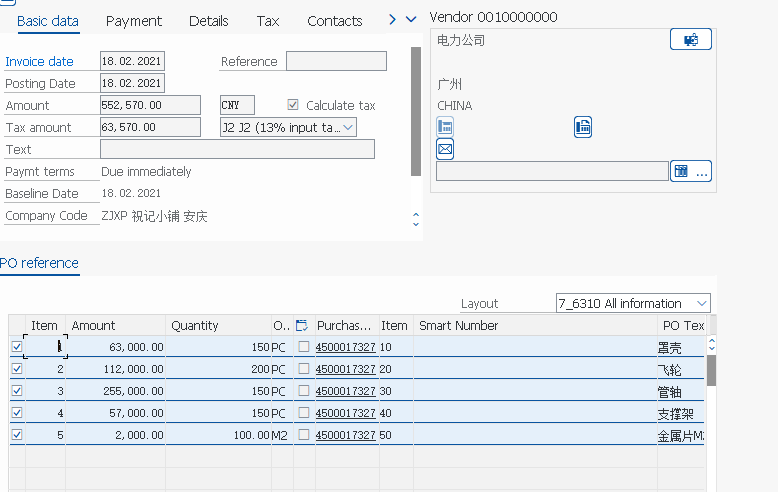 Basic data Payment Details Tax Contacts
Vendor 0010000000
电力公司
广州
CHINA
...
Invoice date 18.02.2021 Reference
Posting Date 18.02.2021
Amount 552,570.00 CNY Calculate tax
Tax amount 63,570.00 J2 J2 (13% input ta...
Text
Paymt terms Due immediately
Baseline Date 18.02.2021
Company Code ZJXP 祝记小铺 安庆
PO reference
Layout 7_6310 All information
Item Amount Quantity O.. Purchas... Item Smart Number PO Tex
1 63,000.00 150 PC 4500017327 10 罩壳
2 112,000.00 200 PC 4500017327 20 飞轮
3 255,000.00 150 PC 4500017327 30 管轴
4 57,000.00 150 PC 4500017327 40 支撑架
5 2,000.00 100.00 M2 4500017327 50 金属片M2